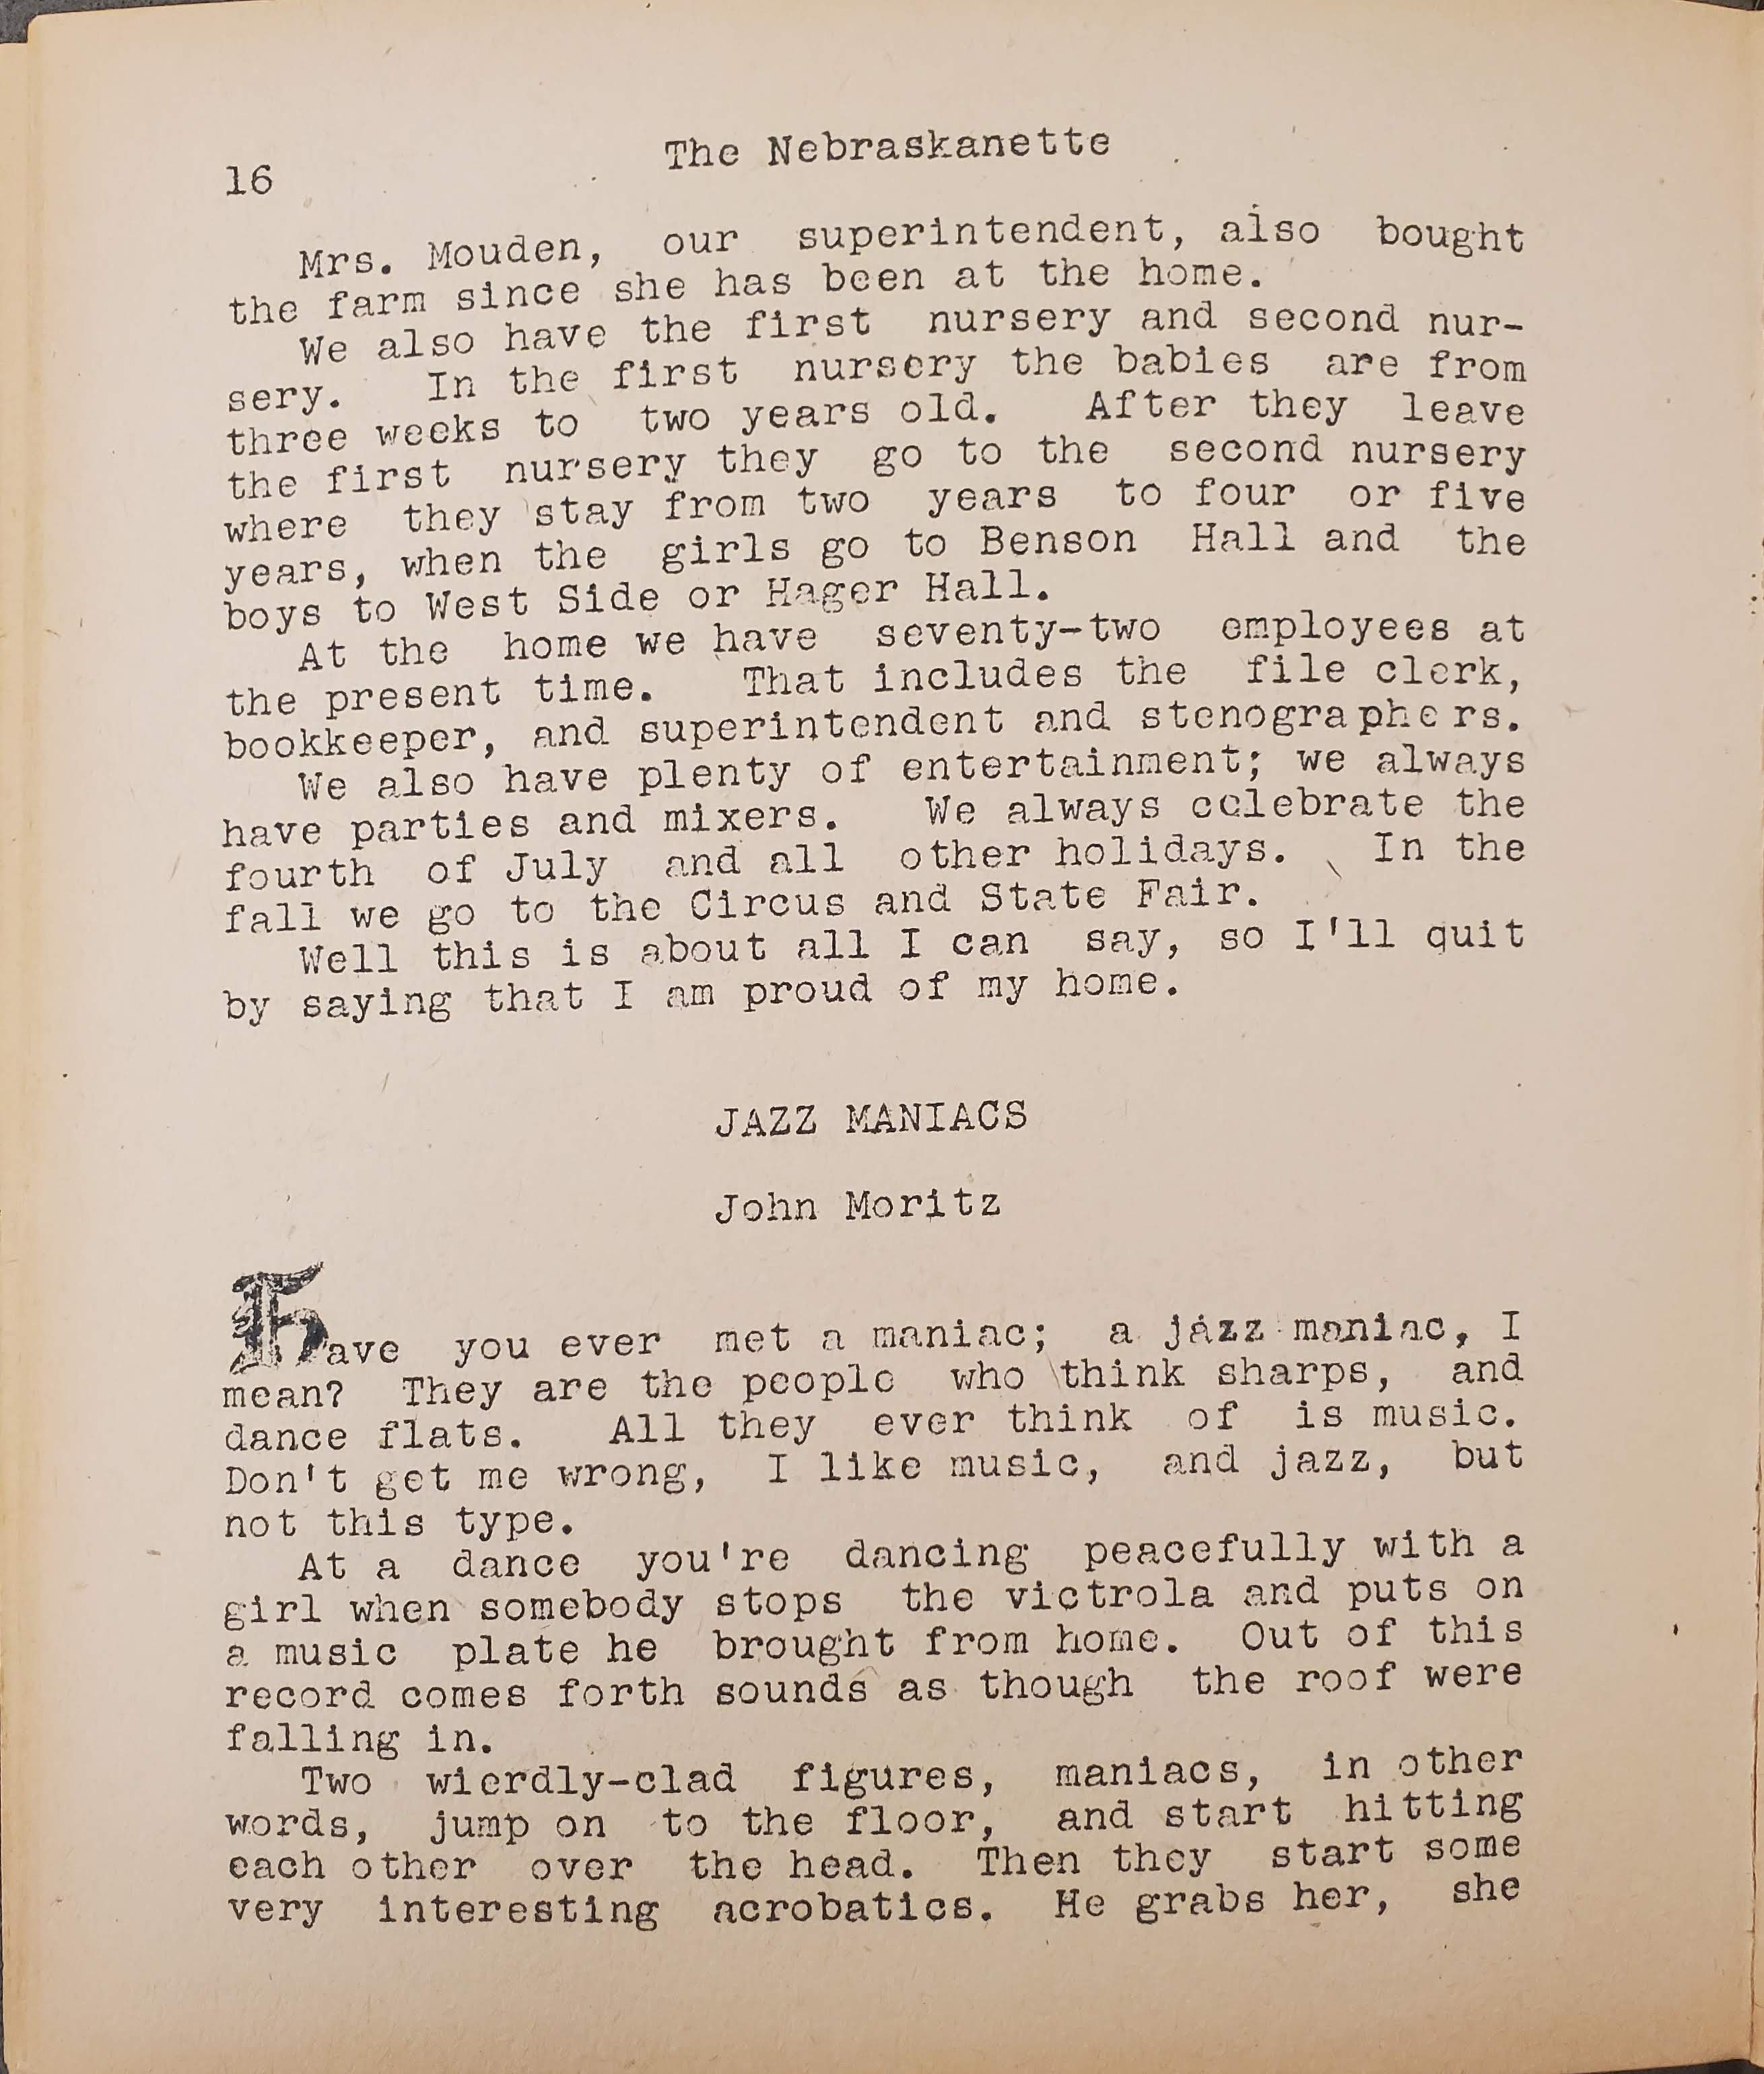 The Nebraskanette
16
Mrs. Mouden, our superintendent, also bought
the farm since she has been at the home.
We also have the first nursery and second nur-
sery. In the first nursery the babies are from
three weeks to two years old. After they leave
the first nursery they go to the second nursery
where they stay from two years to four or five
years, when the girls go to Benson Hall and the
boys to West Side or Hager Hall.
At the home we have seventy-two employees at
the present time. That includes the file clerk,
bookkeeper, and superintendent and stenographers.
We also have plenty of entertainment; we always
have parties and mixers. We always celebrate the
fourth of July and all other holidays. In the
fall we go to the Circus and State Fair.
Well this is about all I can say, so I'll quit
by saying that I am proud of my home.
JAZZ MANIACS
John Moritz
Have you ever met a maniac; a jazz maniac, I
mean? They are the people who think sharps, and
dance flats. All they ever think of is music.
Don't get me wrong, I like music, and jazz, but
not this type.
At a dance you're dancing peacefully with a
girl when somebody stops the victrola and puts on
a music plate he brought from home. Out of this
record comes forth sounds as though the roof were
falling in.
Two wierdly-clad figures, maniacs, in other
words, jump on to the floor, and start hitting
each other over the head. Then they start some
very interesting acrobatics. He grabs her, she